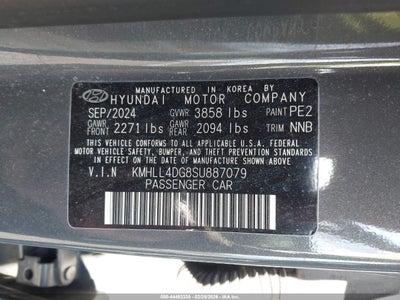 MANUFACTURED IN KOREA BY
HYUNDAI MOTOR COMPANY
SEP/2024 GVWR 3858 lbs PAINT PE2
GAWR FRONT 2271 lbs GAWR REAR 2094 lbs TRIM NNB
THIS VEHICLE CONFORMS TO ALL APPLICABLE FEDERAL
MOTOR VEHICLE SAFETY, BUMPER, AND THEFT PREVENTION
STANDARDS IN EFFECT ON THE DATE OF MANUFACTURE
SHOWN ABOVE.
V.I.N KMHLL4DG8SU887079
PASSENGER CAR